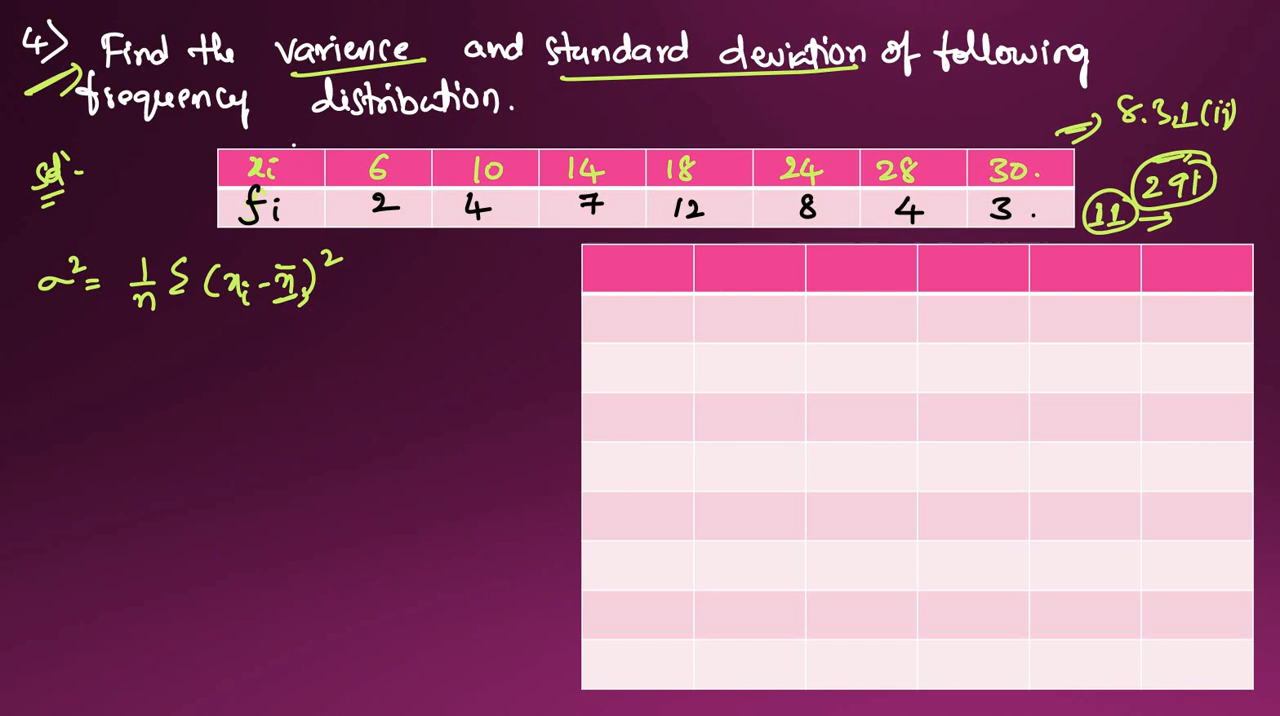 4) Find the varience and standard deviation of following
frequency distribution.
8.3.1(ii)
Sol:-
xi 6 10 14 18 24 28 30.
fi 2 4 7 12 8 4 3.
11 291
σ² = 1/n Σ (xi - x̄)²